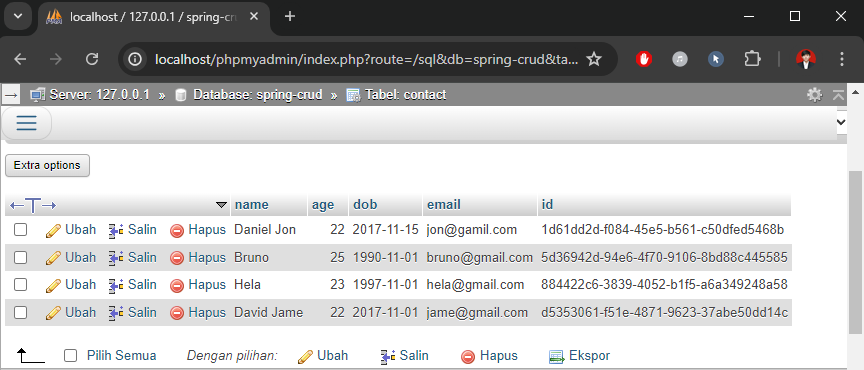 localhost / 127.0.0.1 / spring-cr
localhost/phpmyadmin/index.php?route=/sql&db=spring-crud&ta...
Server: 127.0.0.1 » Database: spring-crud » Tabel: contact
Extra options
name age dob email id
Ubah Salin Hapus Daniel Jon 22 2017-11-15 jon@gamil.com 1d61dd2d-f084-45e5-b561-c50dfed5468b
Ubah Salin Hapus Bruno 25 1990-11-01 bruno@gmail.com 5d36942d-94e6-4f70-9106-8bd88c445585
Ubah Salin Hapus Hela 23 1997-11-01 hela@gmail.com 884422c6-3839-4052-b1f5-a6a349248a58
Ubah Salin Hapus David Jame 22 2017-11-01 jame@gmail.com d5353061-f51e-4871-9623-37abe50dd14c
Pilih Semua Dengan pilihan: Ubah Salin Hapus Ekspor